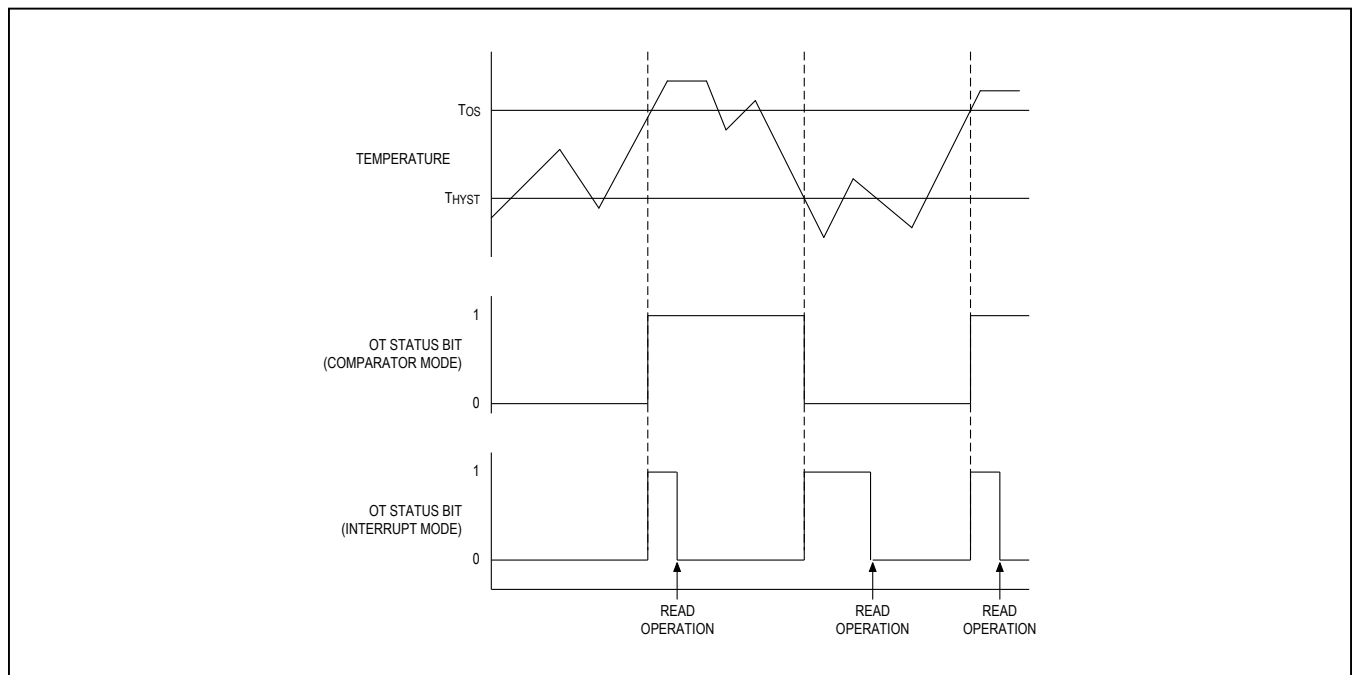 TOS
TEMPERATURE
THYST
1
OT STATUS BIT
(COMPARATOR MODE)
0
1
OT STATUS BIT
(INTERRUPT MODE)
0
READ
OPERATION
READ
OPERATION
READ
OPERATION